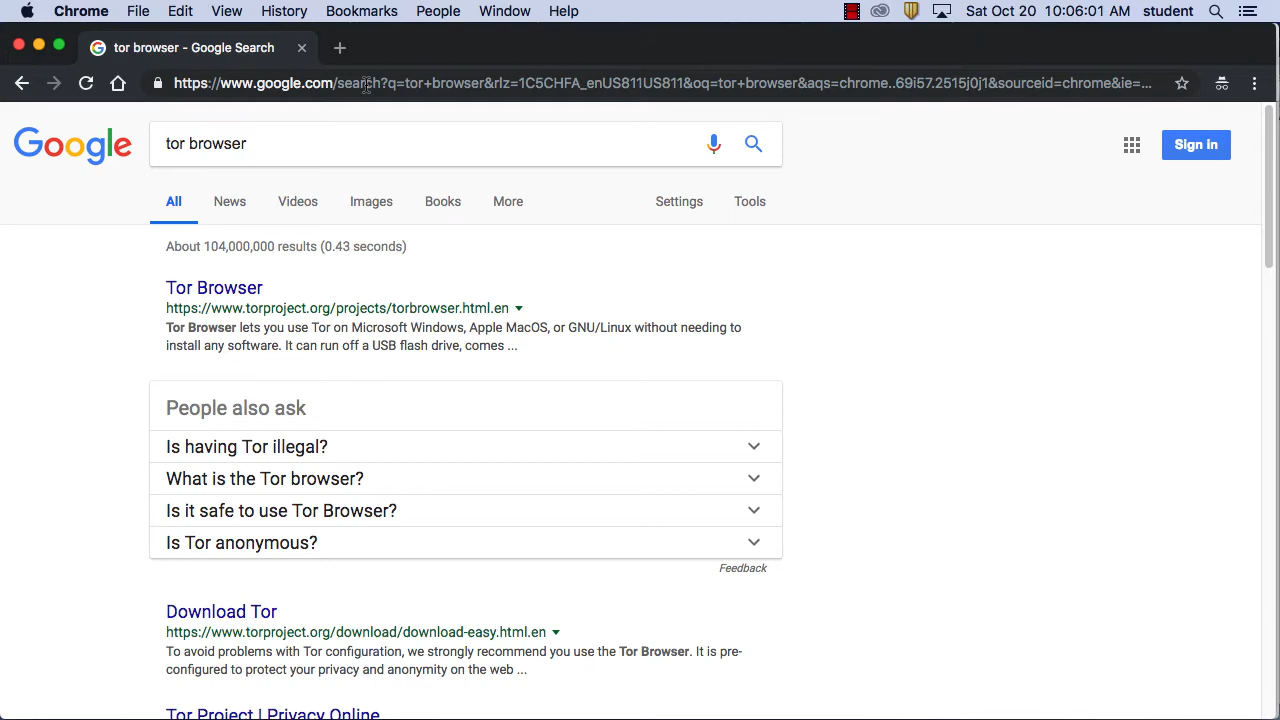 Chrome File Edit View History Bookmarks People Window Help Sat Oct 20 10:06:01 AM student
tor browser - Google Search
https://www.google.com/search?q=tor+browser&rlz=1C5CHFA_enUS811US811&oq=tor+browser&aqs=chrome..69i57.2515j0j1&sourceid=chrome&ie=...
Google
tor browser
Sign in
All News Videos Images Books More Settings Tools
About 104,000,000 results (0.43 seconds)
Tor Browser
https://www.torproject.org/projects/torbrowser.html.en
Tor Browser lets you use Tor on Microsoft Windows, Apple MacOS, or GNU/Linux without needing to
install any software. It can run off a USB flash drive, comes ...
People also ask
Is having Tor illegal?
What is the Tor browser?
Is it safe to use Tor Browser?
Is Tor anonymous?
Feedback
Download Tor
https://www.torproject.org/download/download-easy.html.en
To avoid problems with Tor configuration, we strongly recommend you use the Tor Browser. It is pre-
configured to protect your privacy and anonymity on the web ...
Tor Project | Privacy Online